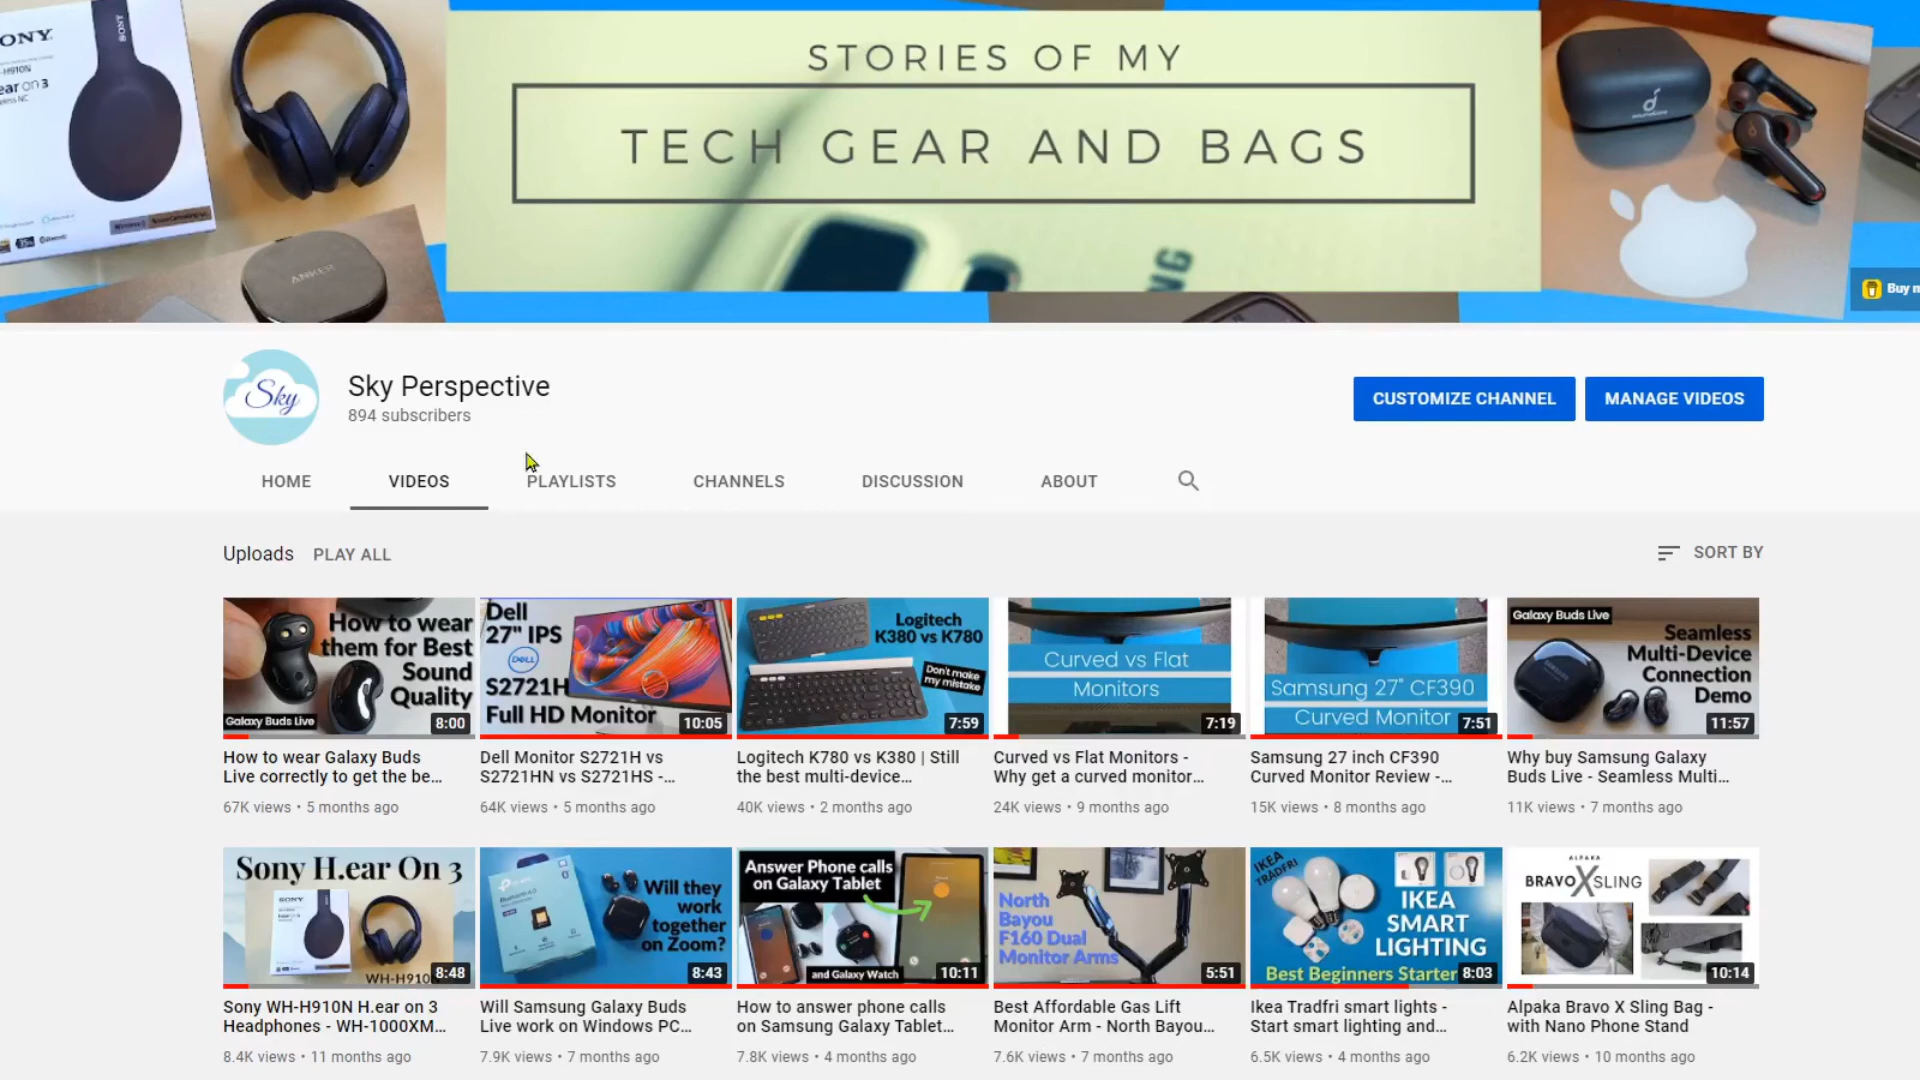 SONY
ONY
-H910N
ear on 3
eless NC
STORIES OF MY
TECH GEAR AND BAGS
ANKER
NG
Buy m
Sky
Sky Perspective
894 subscribers
CUSTOMIZE CHANNEL
MANAGE VIDEOS
HOME
VIDEOS
PLAYLISTS
CHANNELS
DISCUSSION
ABOUT
Uploads
PLAY ALL
SORT BY
How to wear
them for Best
Sound
Quality
Galaxy Buds Live
8:00
Dell
27" IPS
DELL
S2721H
Full HD Monitor
10:05
Logitech
K380 vs K780
Don't make
my mistake
7:59
Curved vs Flat
Monitors
7:19
Samsung 27" CF390
Curved Monitor
7:51
Galaxy Buds Live
Seamless
Multi-Device
Connection
Demo
11:57
How to wear Galaxy Buds
Live correctly to get the be...
67K views • 5 months ago
Dell Monitor S2721H vs
S2721HN vs S2721HS -...
64K views • 5 months ago
Logitech K780 vs K380 | Still
the best multi-device...
40K views • 2 months ago
Curved vs Flat Monitors -
Why get a curved monitor...
24K views • 9 months ago
Samsung 27 inch CF390
Curved Monitor Review -...
15K views • 8 months ago
Why buy Samsung Galaxy
Buds Live - Seamless Multi...
11K views • 7 months ago
Sony H.ear On 3
SONY
WH-H910
8:48
Will they
work
together
on Zoom?
8:43
Answer Phone calls
on Galaxy Tablet
and Galaxy Watch
10:11
North
Bayou
F160 Dual
Monitor Arms
5:51
IKEA
TRADFRI
IKEA
SMART
LIGHTING
Best Beginners Starter
8:03
ALPAKA
BRAVO X SLING
10:14
Sony WH-H910N H.ear on 3
Headphones - WH-1000XM...
8.4K views • 11 months ago
Will Samsung Galaxy Buds
Live work on Windows PC...
7.9K views • 7 months ago
How to answer phone calls
on Samsung Galaxy Tablet...
7.8K views • 4 months ago
Best Affordable Gas Lift
Monitor Arm - North Bayou...
7.6K views • 7 months ago
Ikea Tradfri smart lights -
Start smart lighting and...
6.5K views • 4 months ago
Alpaka Bravo X Sling Bag -
with Nano Phone Stand
6.2K views • 10 months ago